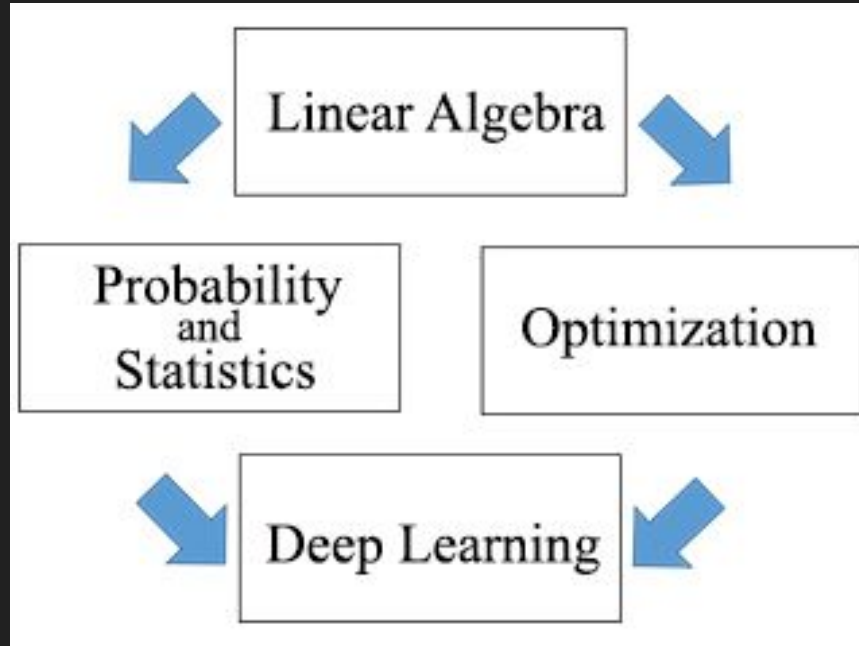 Linear Algebra
Probability
and
Statistics
Optimization
Deep Learning